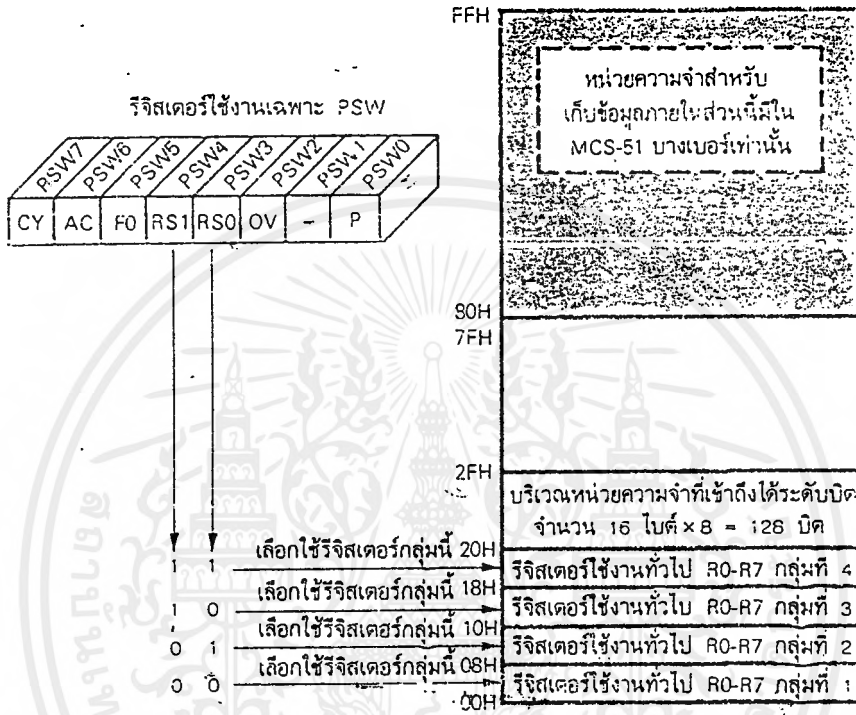 FFH
หน่วยความจำสำหรับ
เก็บข้อมูลภายในส่วนนี้มีใน
MCS-51 บางเบอร์เท่านั้น
รีจิสเตอร์ใช้งานเฉพาะ PSW
PSW7 PSW6 PSW5 PSW4 PSW3 PSW2 PSW1 PSW0
CY AC F0 RS1 RS0 OV - P
80H
7FH
2FH
บริเวณหน่วยความจำที่เข้าถึงได้ระดับบิต
จำนวน 16 ไบต์ × 8 = 128 บิต
เลือกใช้รีจิสเตอร์กลุ่มนี้ 20H
1 1 รีจิสเตอร์ใช้งานทั่วไป R0-R7 กลุ่มที่ 4
เลือกใช้รีจิสเตอร์กลุ่มนี้ 18H
1 0 รีจิสเตอร์ใช้งานทั่วไป R0-R7 กลุ่มที่ 3
เลือกใช้รีจิสเตอร์กลุ่มนี้ 10H
0 1 รีจิสเตอร์ใช้งานทั่วไป R0-R7 กลุ่มที่ 2
เลือกใช้รีจิสเตอร์กลุ่มนี้ 08H
0 0 รีจิสเตอร์ใช้งานทั่วไป R0-R7 กลุ่มที่ 1
00H